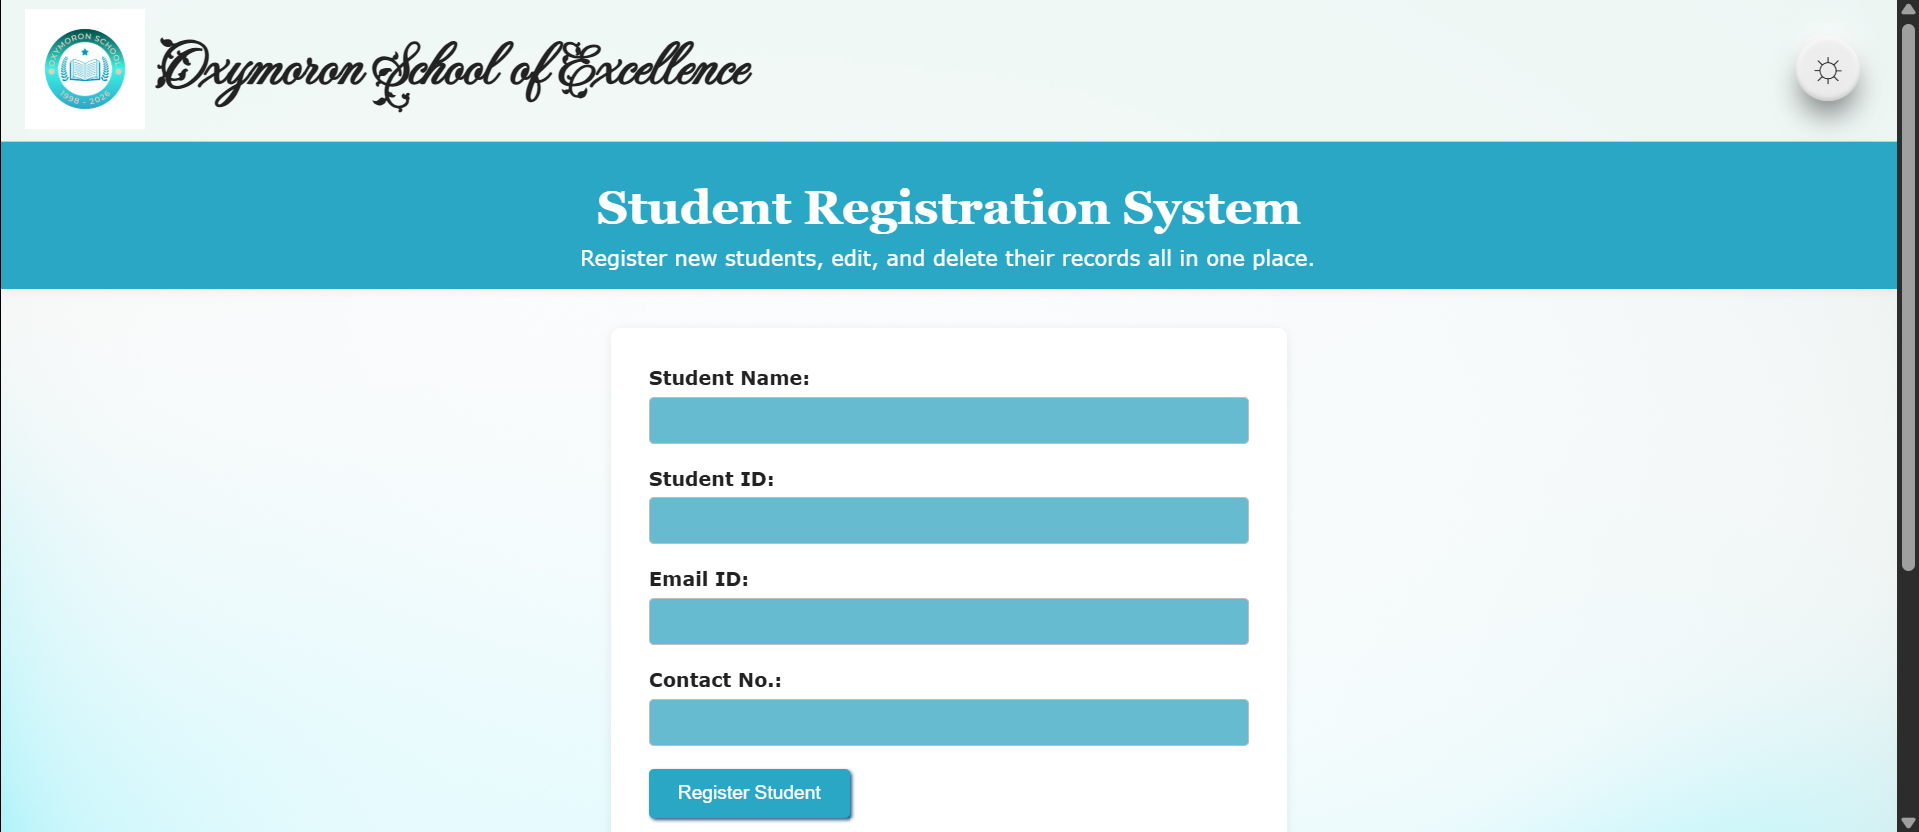 OXYMORON SCHOOL
1998 - 2026
Oxymoron School of Excellence
Student Registration System
Register new students, edit, and delete their records all in one place.
Student Name:
Student ID:
Email ID:
Contact No.:
Register Student